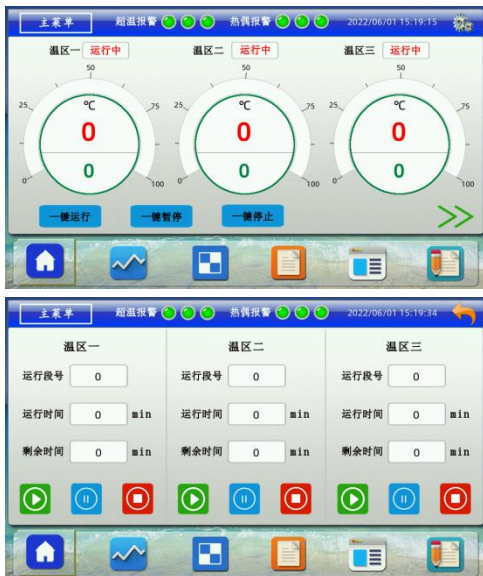 主菜单 超温报警 热偶报警 2022/06/01 15:19:15
温区一 运行中 温区二 运行中 温区三 运行中
50 50 50
25 ℃ 75 25 ℃ 75 25 ℃ 75
0 0 0
0 0 0
0 100 0 100 0 100
一键运行 一键暂停 一键停止
主菜单 超温报警 热偶报警 2022/06/01 15:19:34
温区一 温区二 温区三
运行段号 0 运行段号 0 运行段号 0
运行时间 0 min 运行时间 0 min 运行时间 0 min
剩余时间 0 min 剩余时间 0 min 剩余时间 0 min